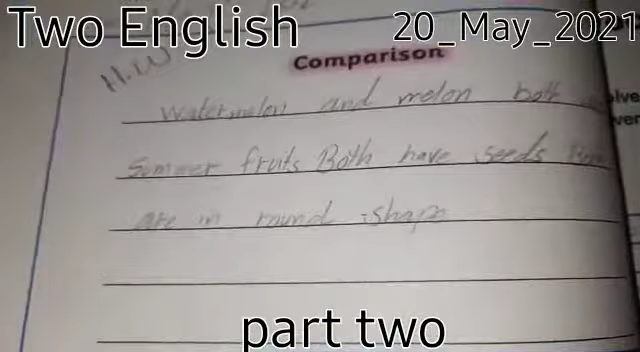 Two English
20_May_2021
H.W
Comparison
watermelon and melon both
Summer fruits Both have seeds
are in round shape
part two